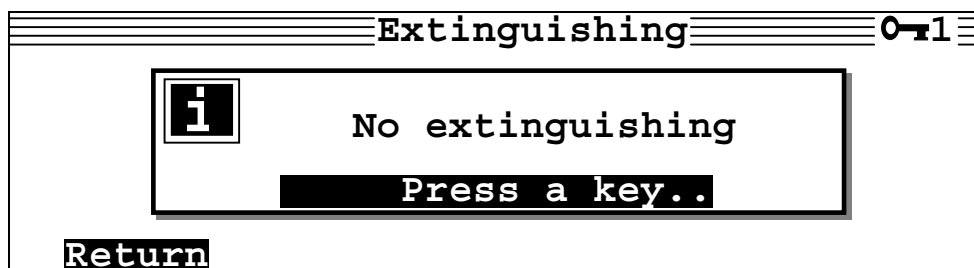 Extinguishing 1
i
No extinguishing
Press a key..
Return